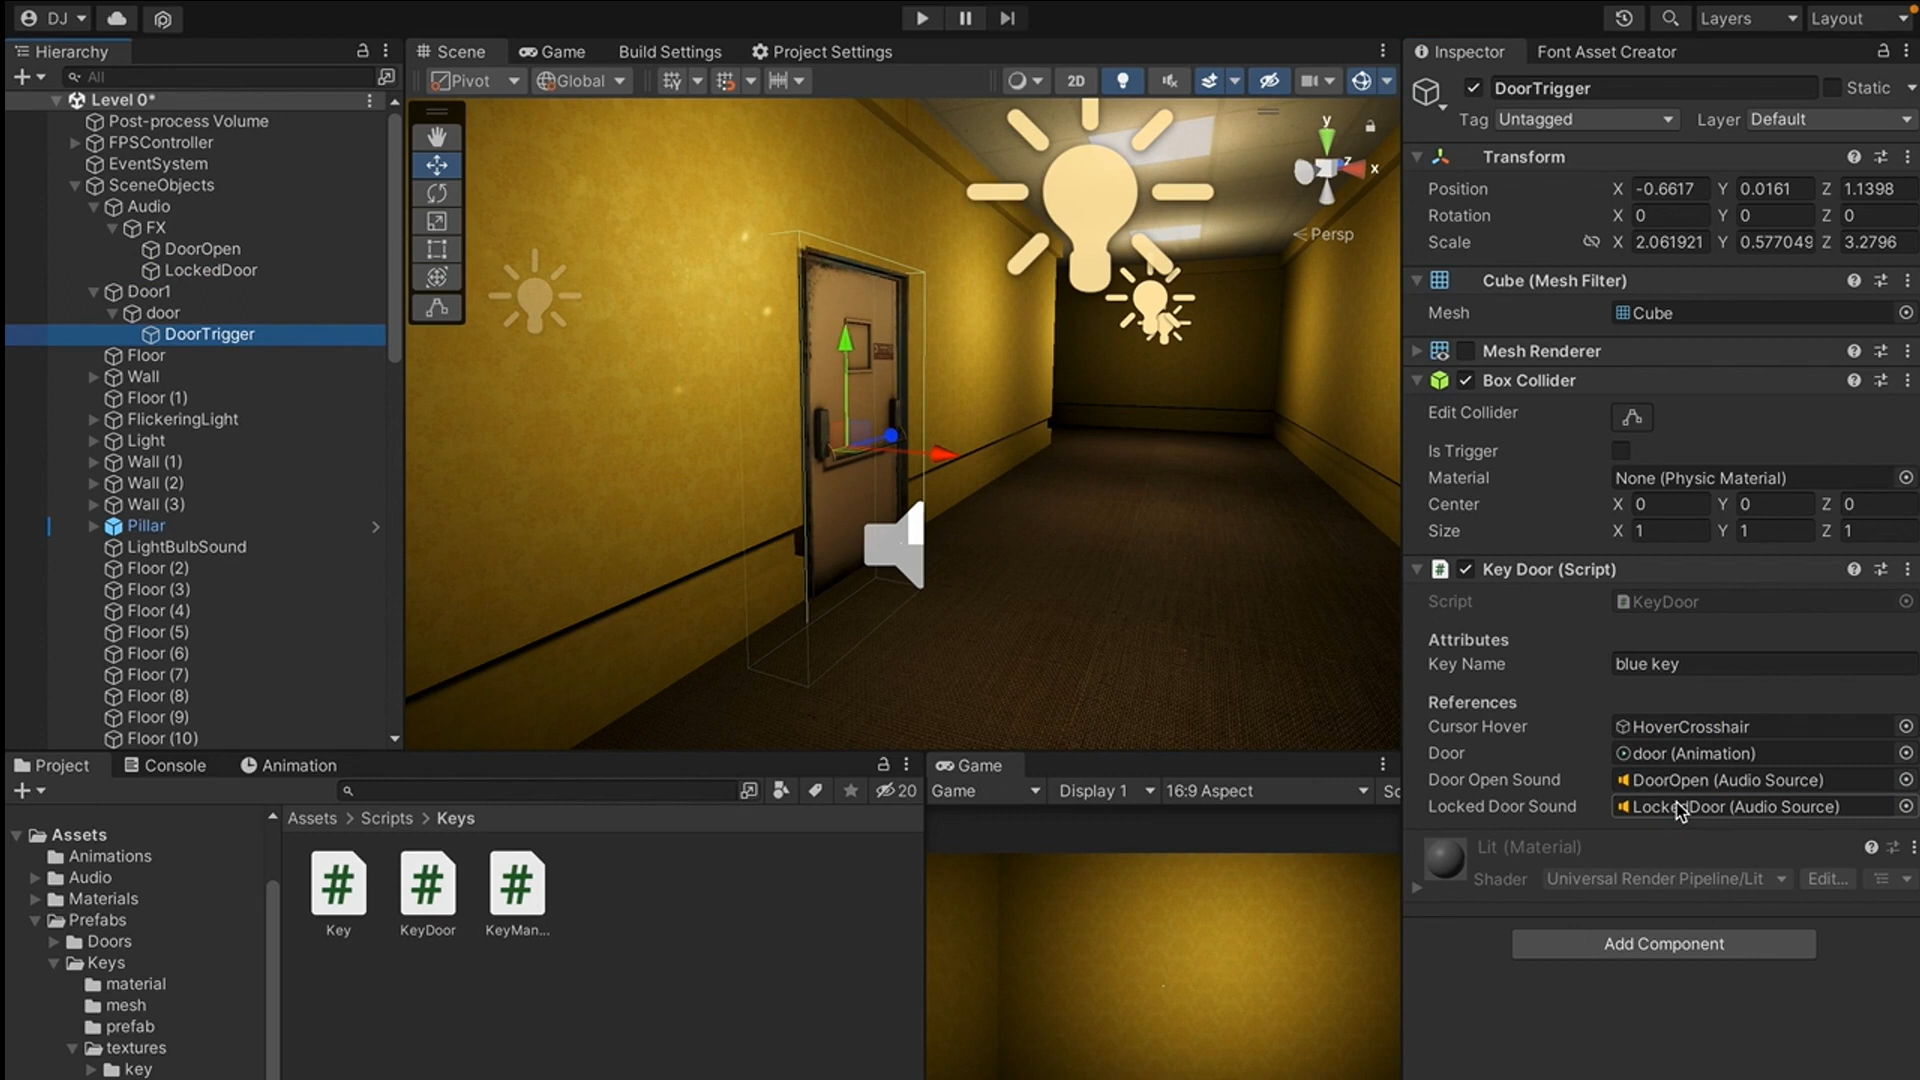 DJ
Layers
Layout
Hierarchy
All
Level 0*
Post-process Volume
FPSController
EventSystem
SceneObjects
Audio
FX
DoorOpen
LockedDoor
Door1
door
DoorTrigger
Floor
Wall
Floor (1)
FlickeringLight
Light
Wall (1)
Wall (2)
Wall (3)
Pillar
LightBulbSound
Floor (2)
Floor (3)
Floor (4)
Floor (5)
Floor (6)
Floor (7)
Floor (8)
Floor (9)
Floor (10)
Scene
Game
Build Settings
Project Settings
Pivot
Global
2D
y
z
x
Persp
Inspector
Font Asset Creator
DoorTrigger
Static
Tag Untagged
Layer Default
Transform
Position X -0.6617 Y 0.0161 Z 1.1398
Rotation X 0 Y 0 Z 0
Scale X 2.061921 Y 0.577049 Z 3.2796
Cube (Mesh Filter)
Mesh Cube
Mesh Renderer
Box Collider
Edit Collider
Is Trigger
Material None (Physic Material)
Center X 0 Y 0 Z 0
Size X 1 Y 1 Z 1
# Key Door (Script)
Script KeyDoor
Attributes
Key Name blue key
References
Cursor Hover HoverCrosshair
Door door (Animation)
Door Open Sound DoorOpen (Audio Source)
Locked Door Sound LockedDoor (Audio Source)
Lit (Material)
Shader Universal Render Pipeline/Lit Edit...
Add Component
Project
Console
Animation
20
Assets
Animations
Audio
Materials
Prefabs
Doors
Keys
material
mesh
prefab
textures
key
Assets > Scripts > Keys
# # #
Key KeyDoor KeyMan...
Game
Game Display 1 16:9 Aspect Sc